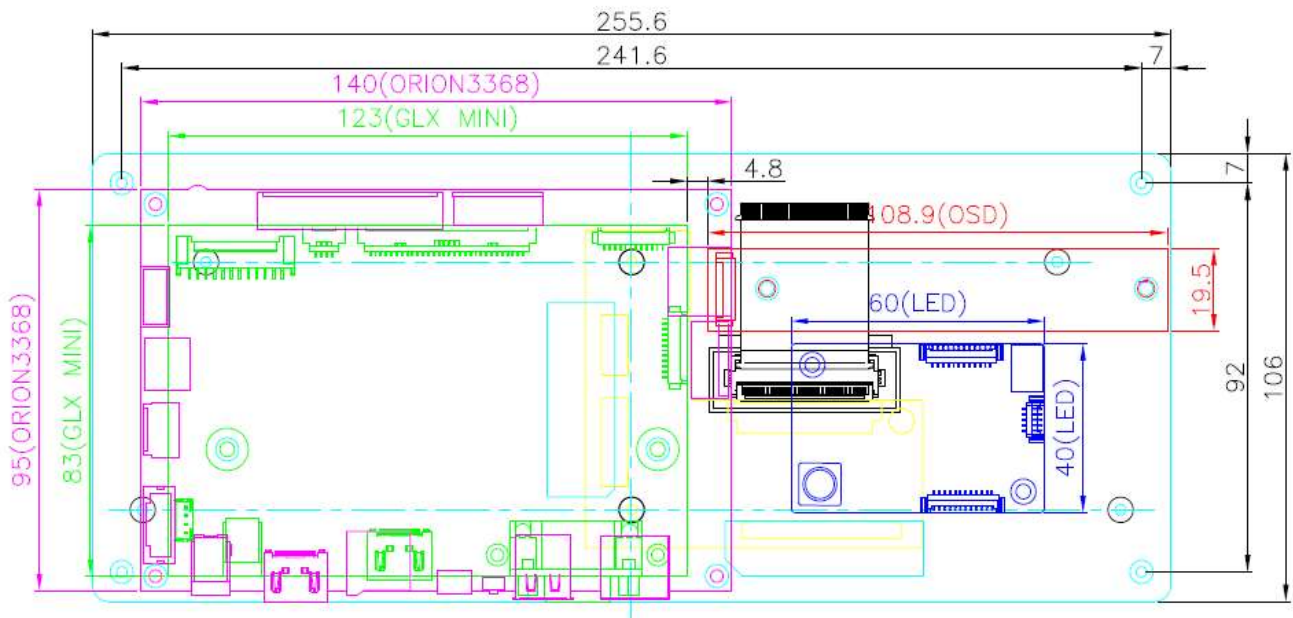 255.6
241.6
7
140(ORION3368)
123(GLX MINI)
4.8
7
108.9(OSD)
19.5
60(LED)
95(ORION3368)
83(GLX MINI)
40(LED)
92
106